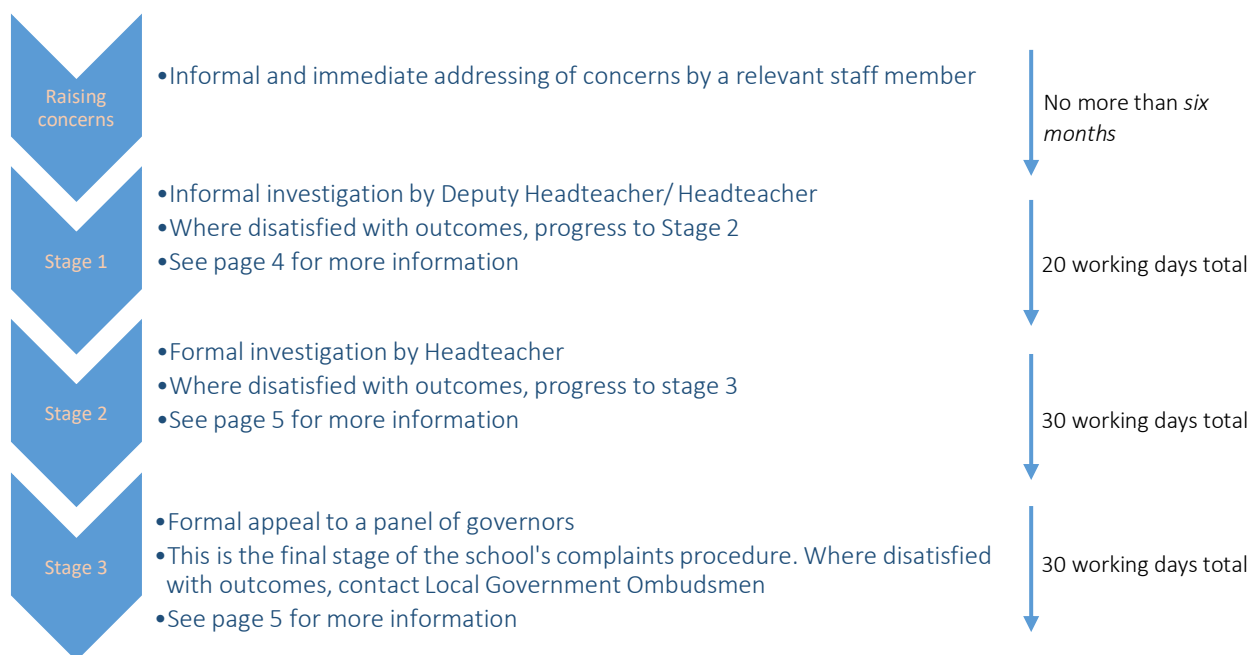 Raising
concerns
•Informal and immediate addressing of concerns by a relevant staff member
No more than six
months
Stage 1
•Informal investigation by Deputy Headteacher/ Headteacher
•Where disatisfied with outcomes, progress to Stage 2
•See page 4 for more information
20 working days total
Stage 2
•Formal investigation by Headteacher
•Where disatisfied with outcomes, progress to stage 3
•See page 5 for more information
30 working days total
Stage 3
•Formal appeal to a panel of governors
•This is the final stage of the school's complaints procedure. Where disatisfied
with outcomes, contact Local Government Ombudsmen
•See page 5 for more information
30 working days total